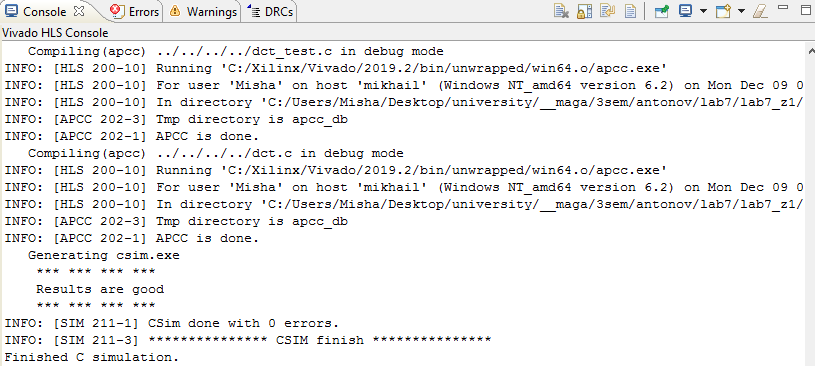 Console Errors Warnings DRCs
Vivado HLS Console
Compiling(apcc) ../../../../dct_test.c in debug mode
INFO: [HLS 200-10] Running 'C:/Xilinx/Vivado/2019.2/bin/unwrapped/win64.o/apcc.exe'
INFO: [HLS 200-10] For user 'Misha' on host 'mikhail' (Windows NT_amd64 version 6.2) on Mon Dec 09 0
INFO: [HLS 200-10] In directory 'C:/Users/Misha/Desktop/university/__maga/3sem/antonov/lab7/lab7_z1/
INFO: [APCC 202-3] Tmp directory is apcc_db
INFO: [APCC 202-1] APCC is done.
Compiling(apcc) ../../../../dct.c in debug mode
INFO: [HLS 200-10] Running 'C:/Xilinx/Vivado/2019.2/bin/unwrapped/win64.o/apcc.exe'
INFO: [HLS 200-10] For user 'Misha' on host 'mikhail' (Windows NT_amd64 version 6.2) on Mon Dec 09 0
INFO: [HLS 200-10] In directory 'C:/Users/Misha/Desktop/university/__maga/3sem/antonov/lab7/lab7_z1/
INFO: [APCC 202-3] Tmp directory is apcc_db
INFO: [APCC 202-1] APCC is done.
Generating csim.exe
*** *** *** ***
Results are good
*** *** *** ***
INFO: [SIM 211-1] CSim done with 0 errors.
INFO: [SIM 211-3] *************** CSIM finish ***************
Finished C simulation.